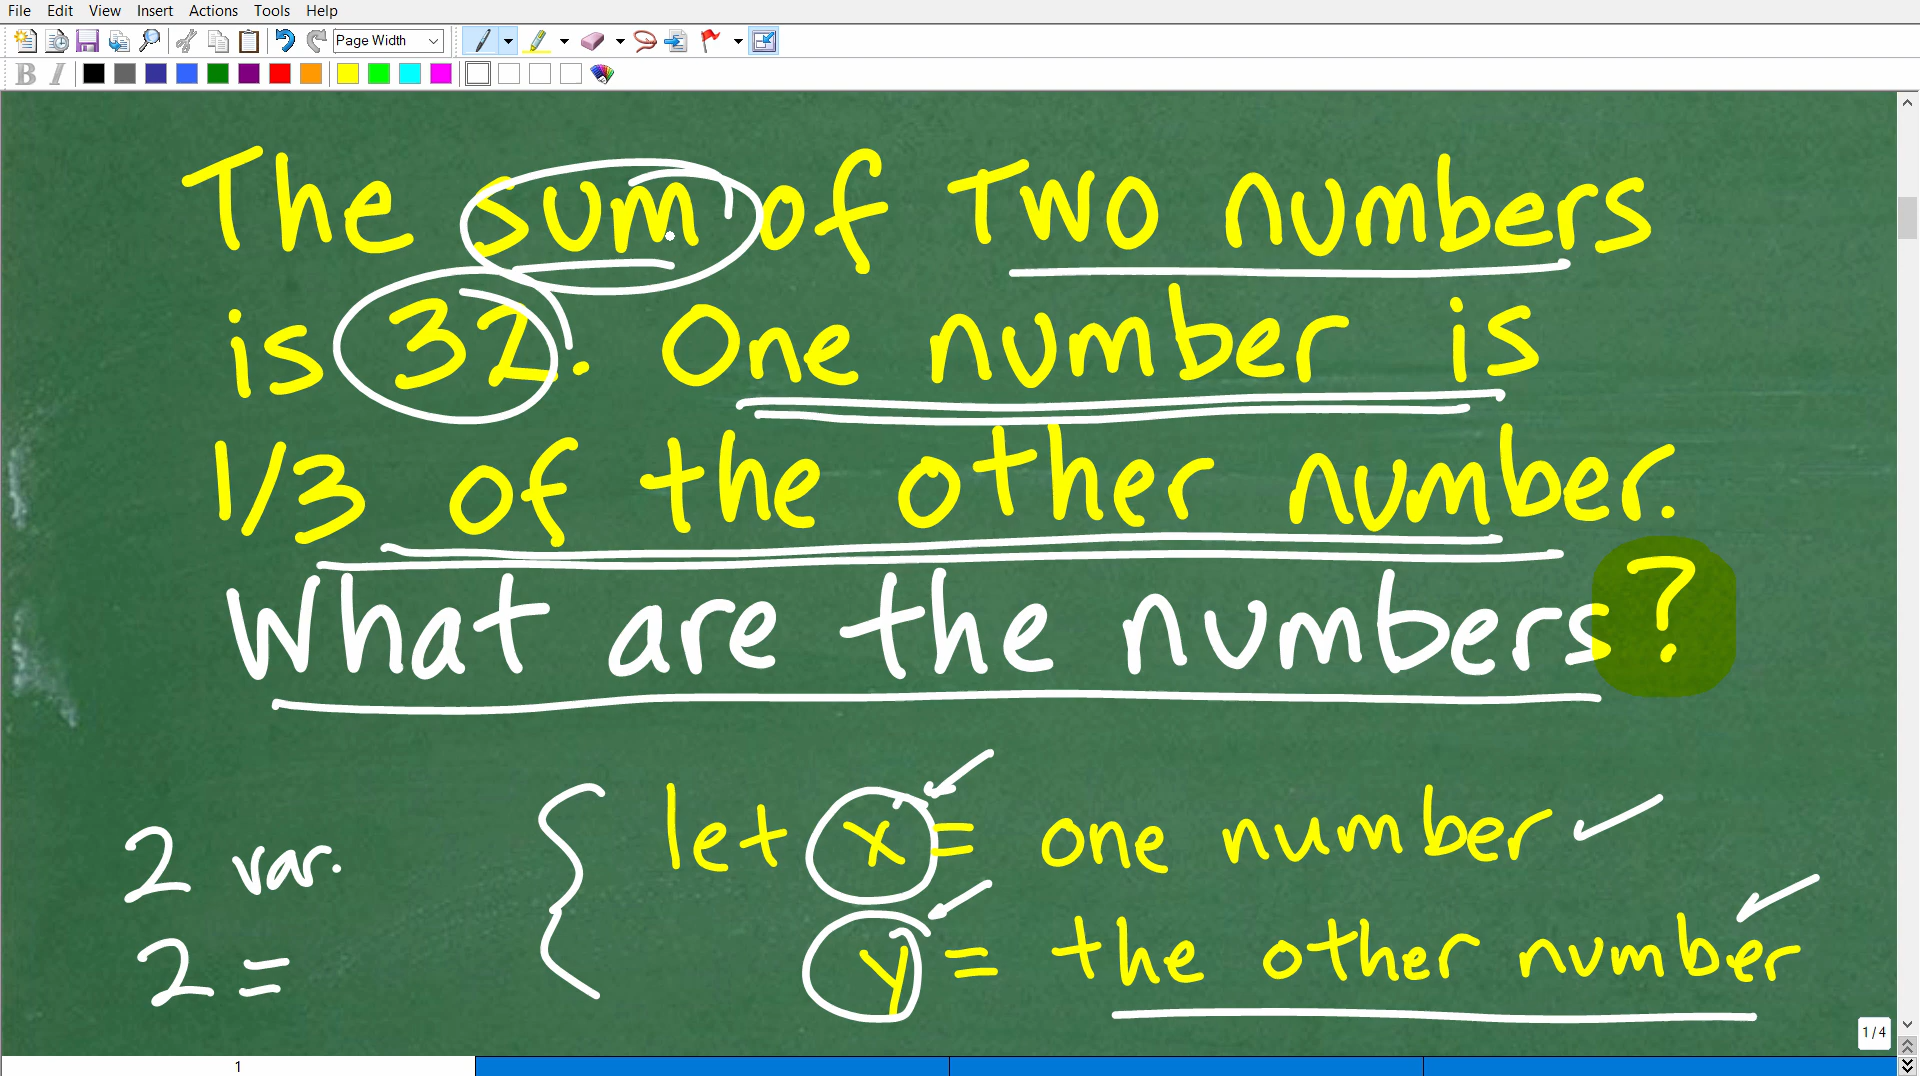 File Edit View Insert Actions Tools Help
Page Width
B I
The sum of Two numbers
is 32. One number is
1/3 of the other number.
What are the numbers?
let x = one number
2 var.
y = the other number
2 =
1/4
1